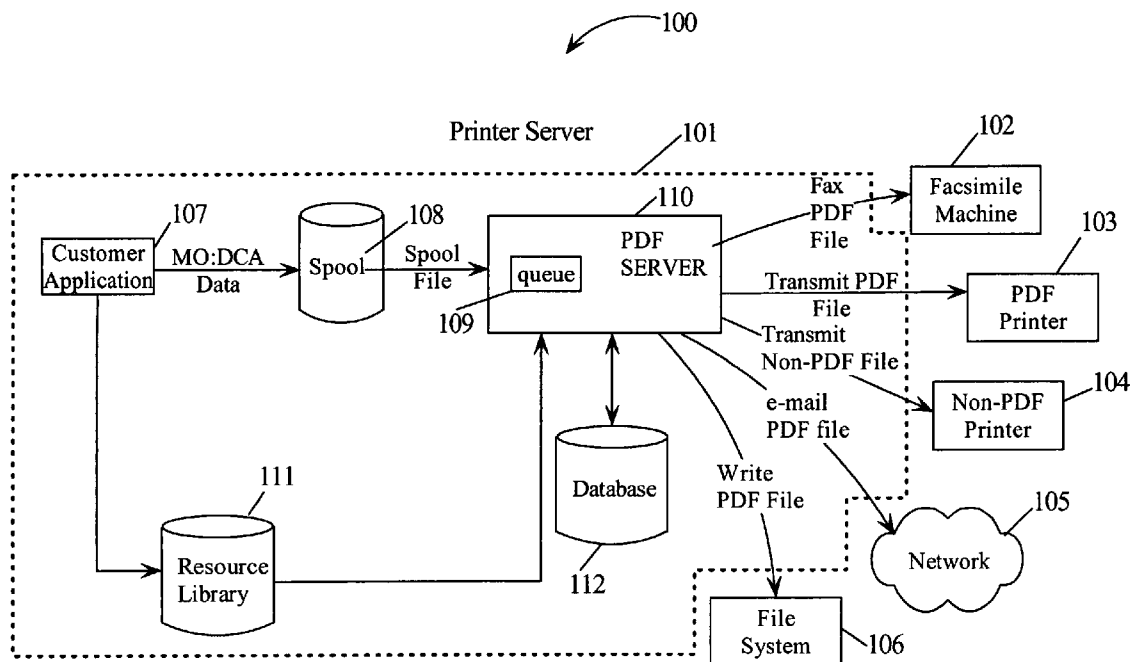 100
Printer Server
101
102
Facsimile
Machine
Fax
PDF
File
107
Customer
Application
MO:DCA
Data
108
Spool
Spool
File
110
PDF
SERVER
queue
109
Transmit PDF
File
103
PDF
Printer
Transmit
Non-PDF File
104
Non-PDF
Printer
e-mail
PDF file
Write
PDF File
Database
112
111
Resource
Library
105
Network
File
System
106